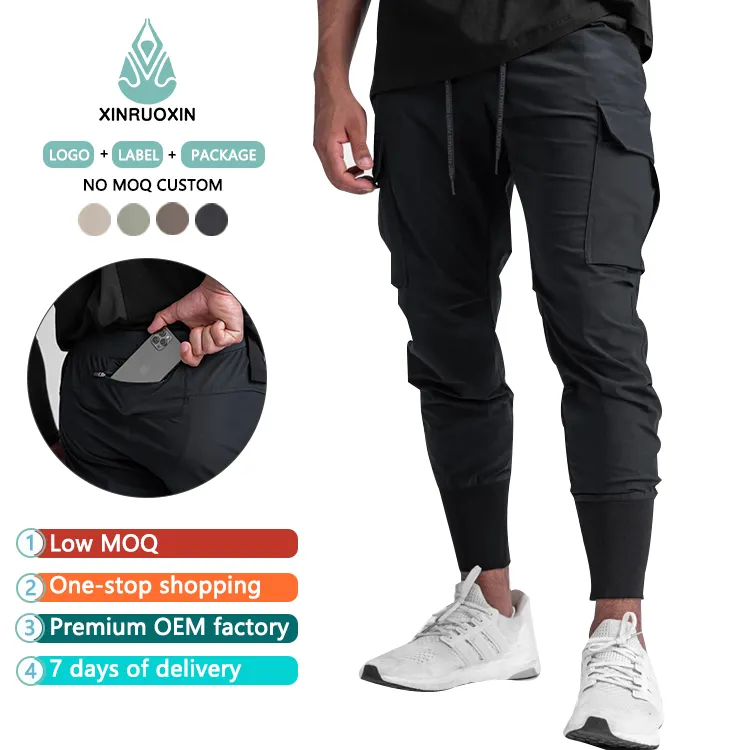 XINRUOXIN
LOGO + LABEL + PACKAGE
NO MOQ CUSTOM
1 Low MOQ
2 One-stop shopping
3 Premium OEM factory
4 7 days of delivery